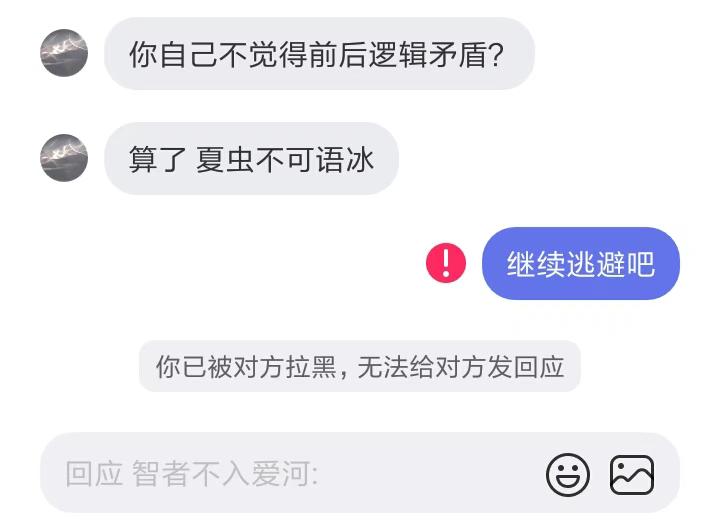 你自己不觉得前后逻辑矛盾？
算了 夏虫不可语冰
继续逃避吧
你已被对方拉黑，无法给对方发回应
回应 智者不入爱河: